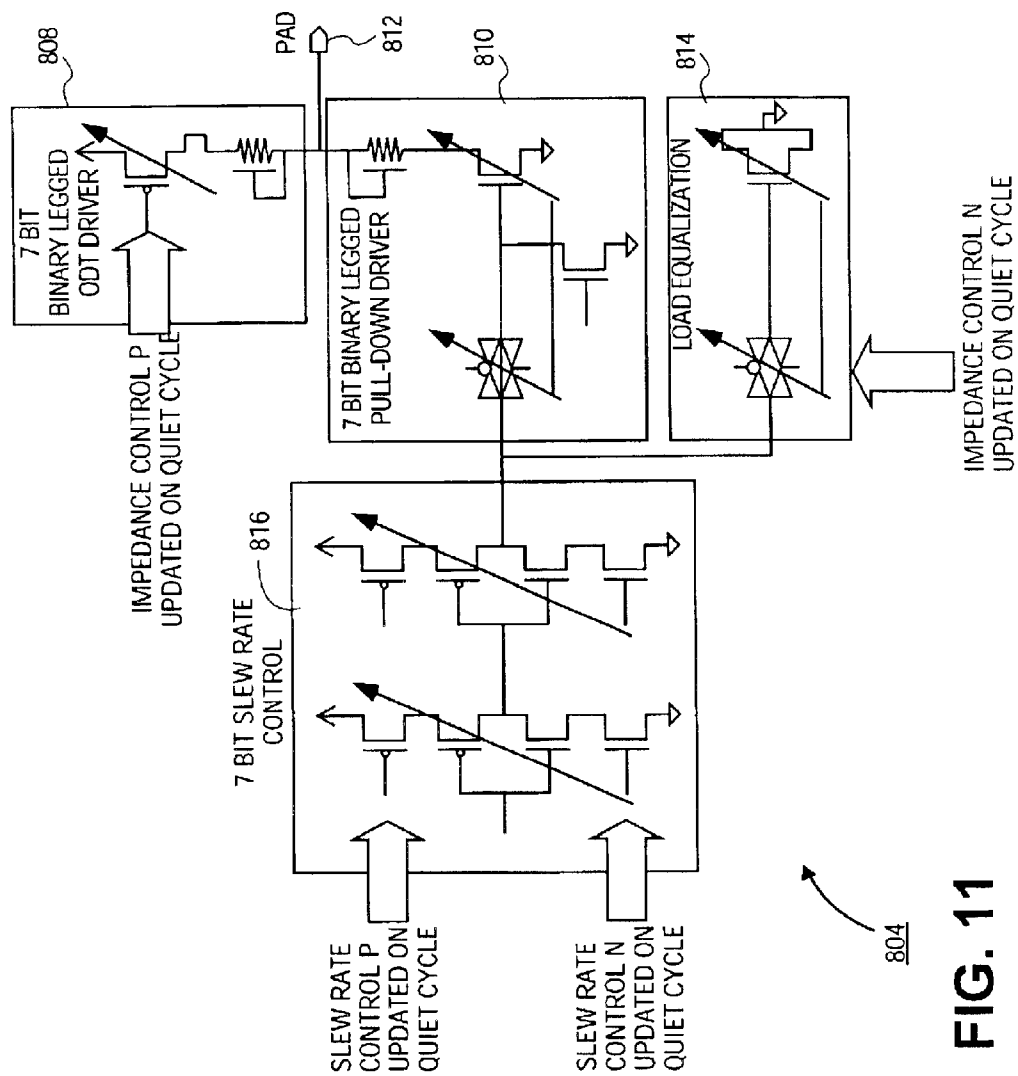 808
7 BIT
BINARY LEGGED
ODT DRIVER
PAD
812
IMPEDANCE CONTROL P
UPDATED ON QUIET CYCLE
810
7 BIT BINARY LEGGED
PULL-DOWN DRIVER
814
LOAD EQUALIZATION
IMPEDANCE CONTROL N
UPDATED ON QUIET CYCLE
816
7 BIT SLEW RATE
CONTROL
SLEW RATE
CONTROL P
UPDATED ON
QUIET CYCLE
SLEW RATE
CONTROL N
UPDATED ON
QUIET CYCLE
804
FIG. 11